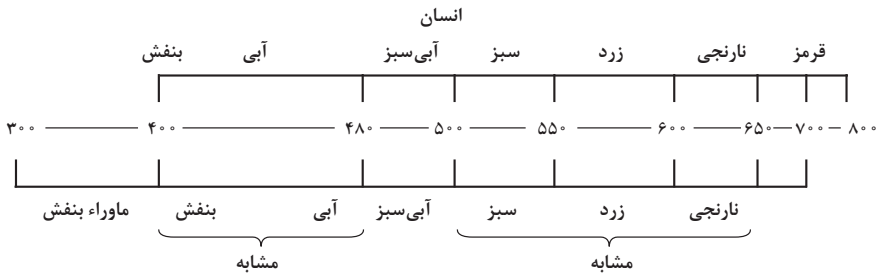 انسان
بنفش آبی آبی‌سبز سبز زرد نارنجی قرمز
۳۰۰ ۴۰۰ ۴۸۰ ۵۰۰ ۵۵۰ ۶۰۰ ۶۵۰ ۷۰۰ ۸۰۰
ماوراء بنفش بنفش آبی آبی‌سبز سبز زرد نارنجی
مشابه مشابه